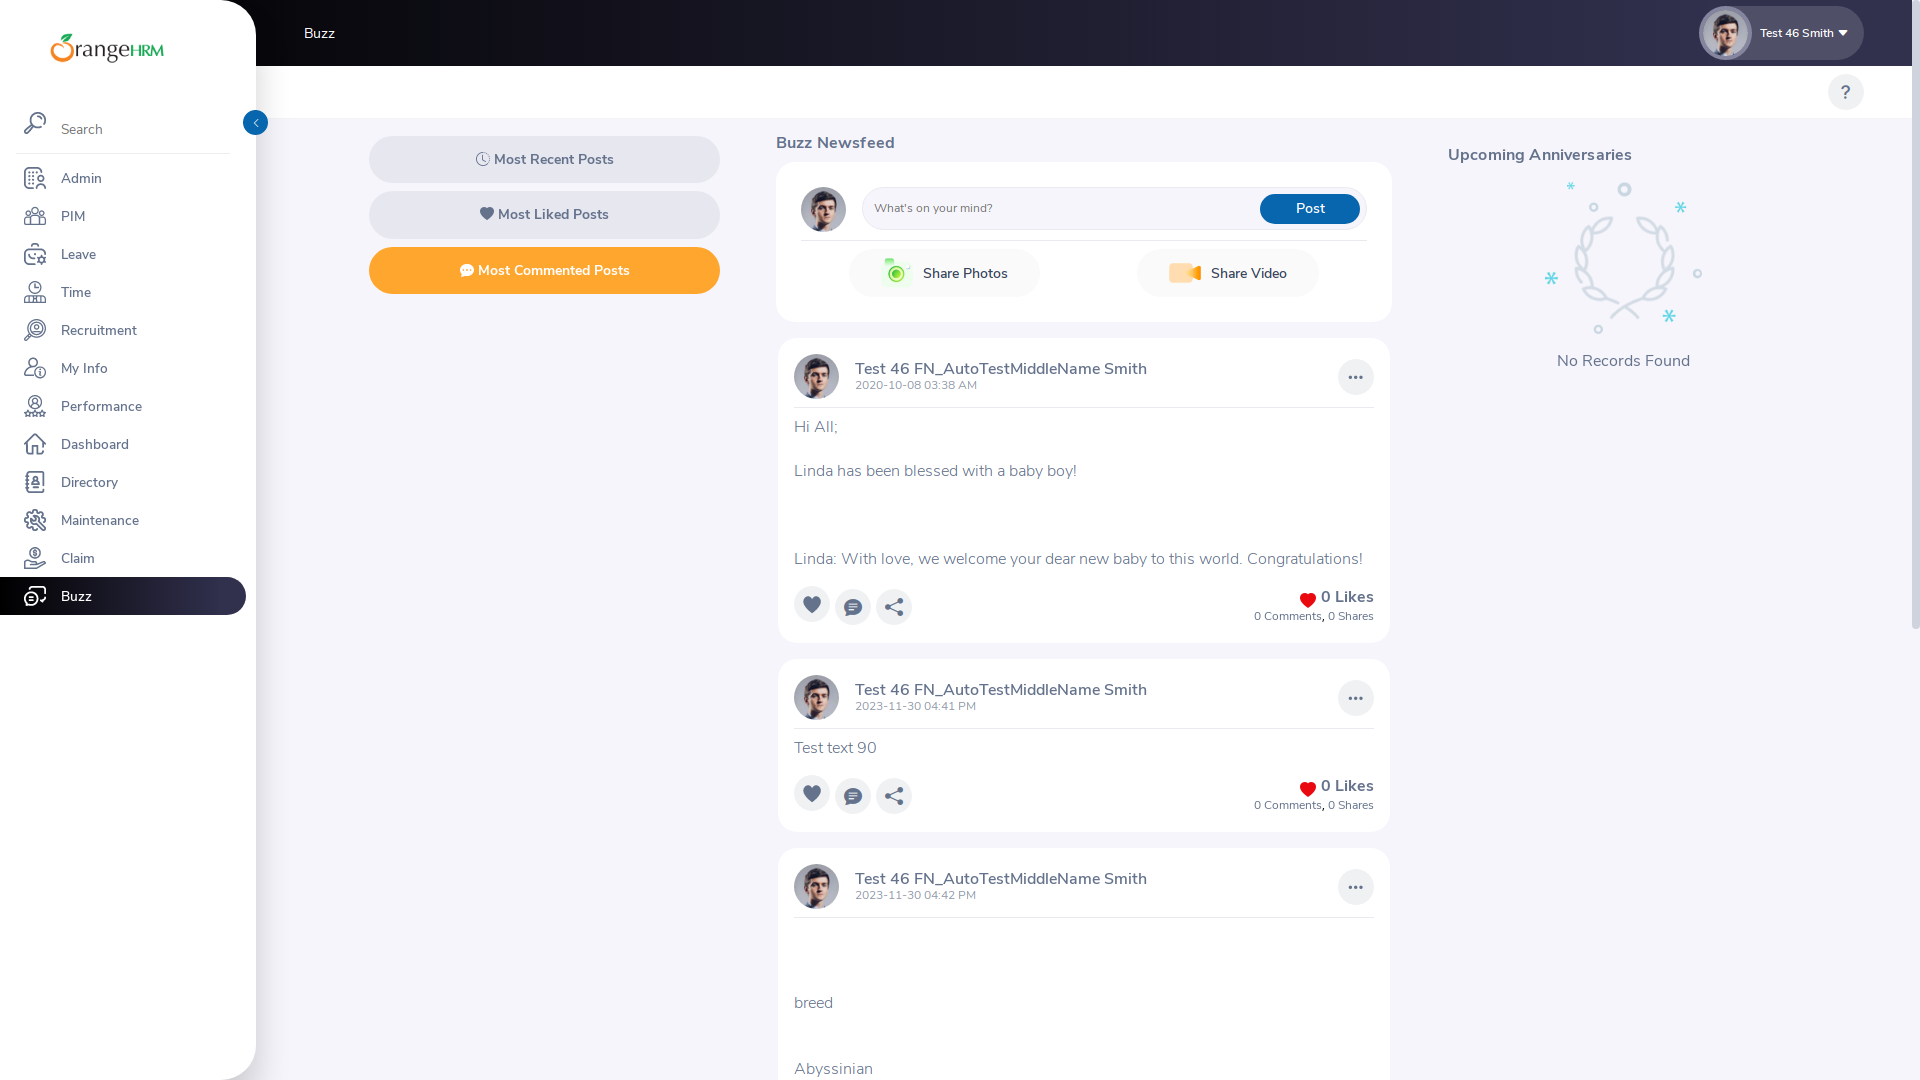 OrangeHRM
Search
Admin
PIM
Leave
Time
Recruitment
My Info
Performance
Dashboard
Directory
Maintenance
Claim
Buzz
Buzz
Test 46 Smith
?
Most Recent Posts
Most Liked Posts
Most Commented Posts
Buzz Newsfeed
What's on your mind?
Post
Share Photos
Share Video
Test 46 FN_AutoTestMiddleName Smith
2020-10-08 03:38 AM
Hi All;
Linda has been blessed with a baby boy!
Linda: With love, we welcome your dear new baby to this world. Congratulations!
0 Likes
0 Comments, 0 Shares
Test 46 FN_AutoTestMiddleName Smith
2023-11-30 04:41 PM
Test text 90
0 Likes
0 Comments, 0 Shares
Test 46 FN_AutoTestMiddleName Smith
2023-11-30 04:42 PM
breed
Abyssinian
Upcoming Anniversaries
No Records Found